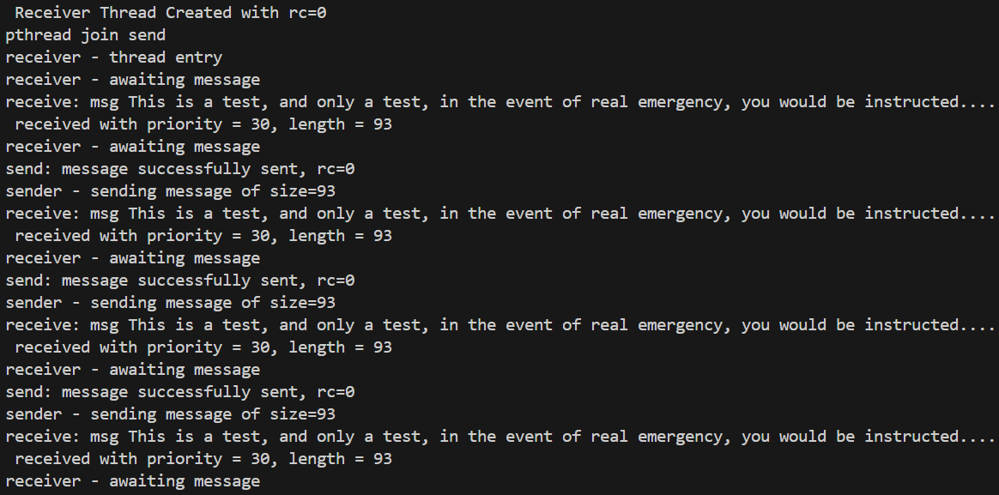 Receiver Thread Created with rc=0
pthread join send
receiver - thread entry
receiver - awaiting message
receive: msg This is a test, and only a test, in the event of real emergency, you would be instructed....
received with priority = 30, length = 93
receiver - awaiting message
send: message successfully sent, rc=0
sender - sending message of size=93
receive: msg This is a test, and only a test, in the event of real emergency, you would be instructed....
received with priority = 30, length = 93
receiver - awaiting message
send: message successfully sent, rc=0
sender - sending message of size=93
receive: msg This is a test, and only a test, in the event of real emergency, you would be instructed....
received with priority = 30, length = 93
receiver - awaiting message
send: message successfully sent, rc=0
sender - sending message of size=93
receive: msg This is a test, and only a test, in the event of real emergency, you would be instructed....
received with priority = 30, length = 93
receiver - awaiting message